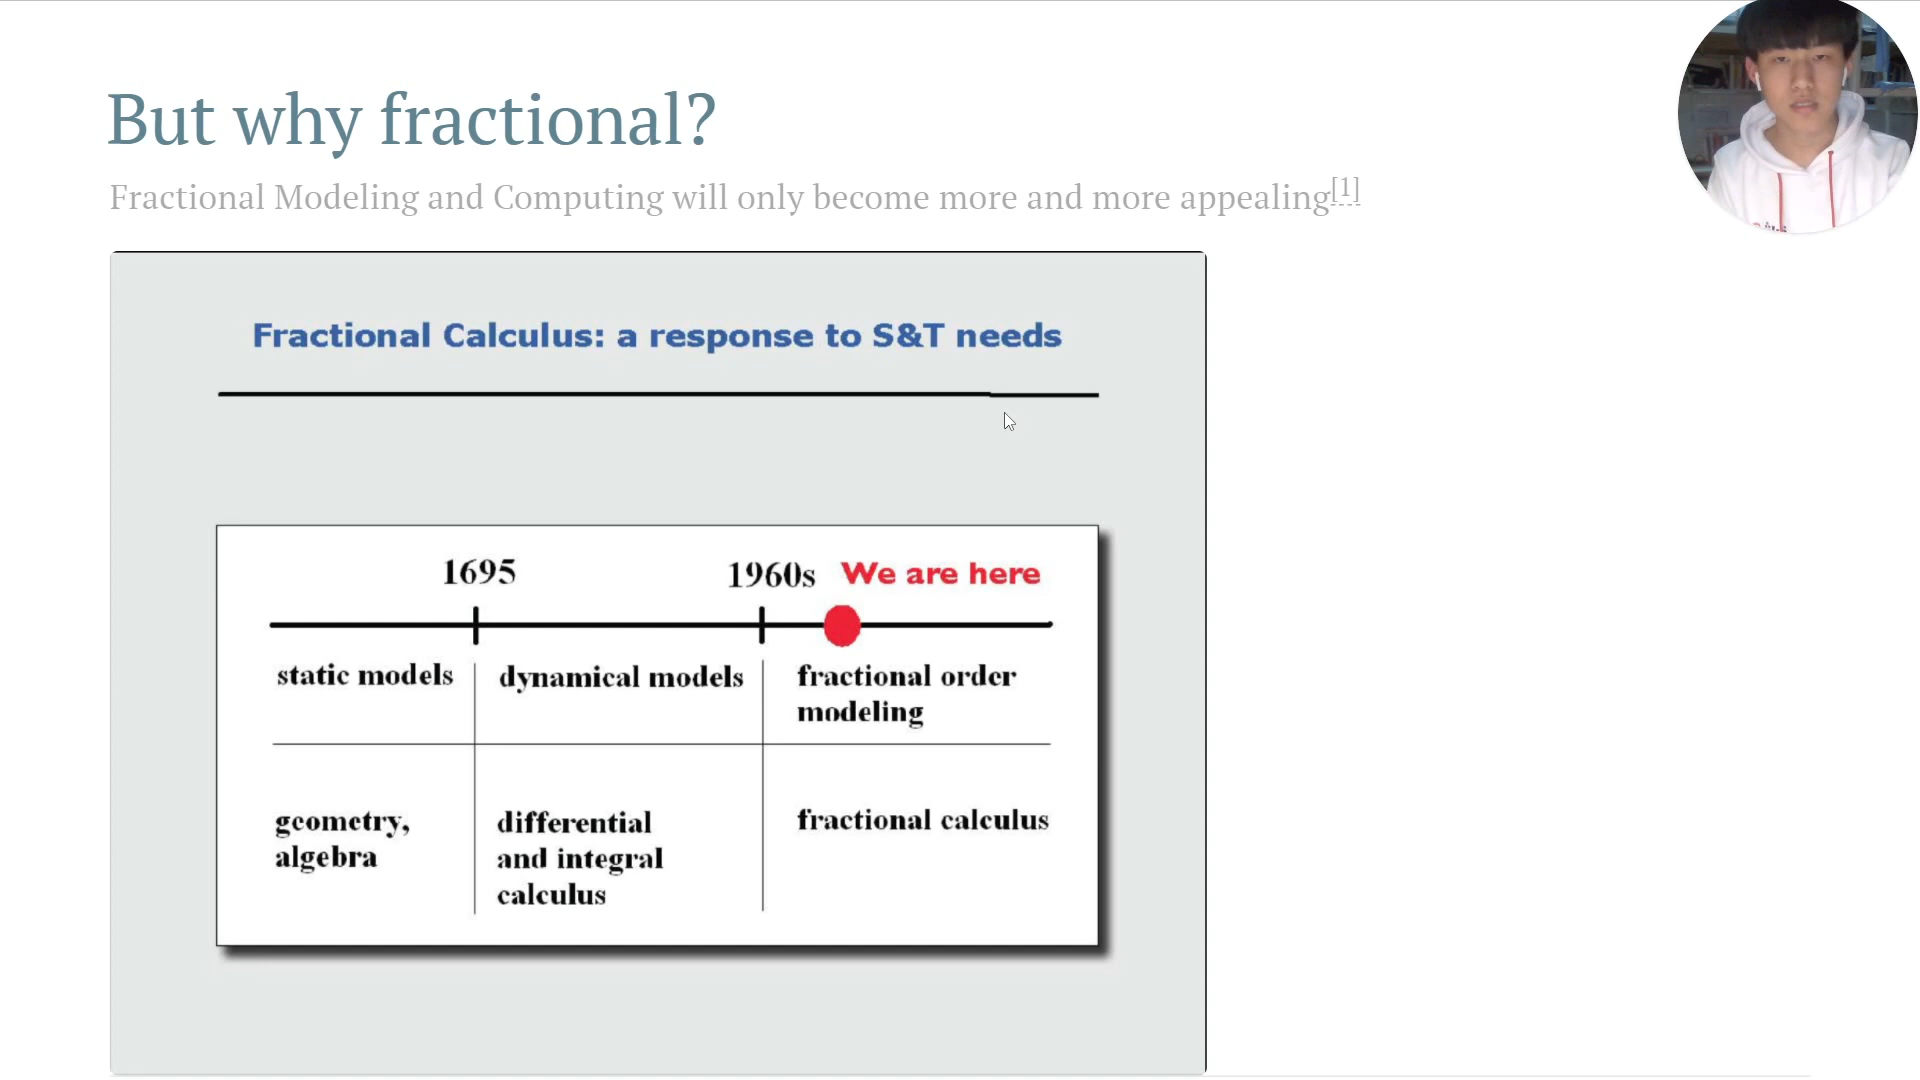 But why fractional?
Fractional Modeling and Computing will only become more and more appealing[1]
Fractional Calculus: a response to S&T needs
1695
1960s
We are here
static models
dynamical models
fractional order
modeling
geometry,
algebra
differential
and integral
calculus
fractional calculus